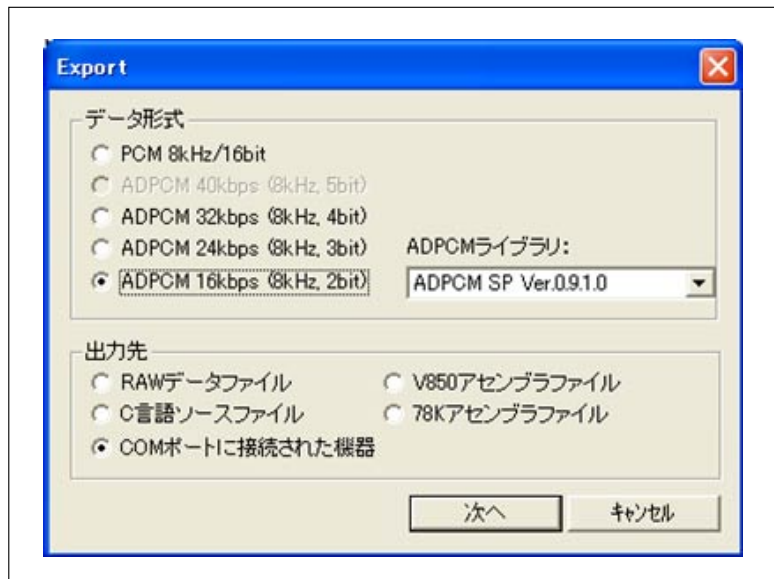 Export
データ形式
PCM 8kHz/16bit
ADPCM 40kbps (8kHz, 5bit)
ADPCM 32kbps (8kHz, 4bit)
ADPCM 24kbps (8kHz, 3bit)
ADPCM 16kbps (8kHz, 2bit)
ADPCMライブラリ:
ADPCM SP Ver.0.9.1.0
出力先
RAWデータファイル
V850アセンブラファイル
C言語ソースファイル
78Kアセンブラファイル
COMポートに接続された機器
次へ
キャンセル